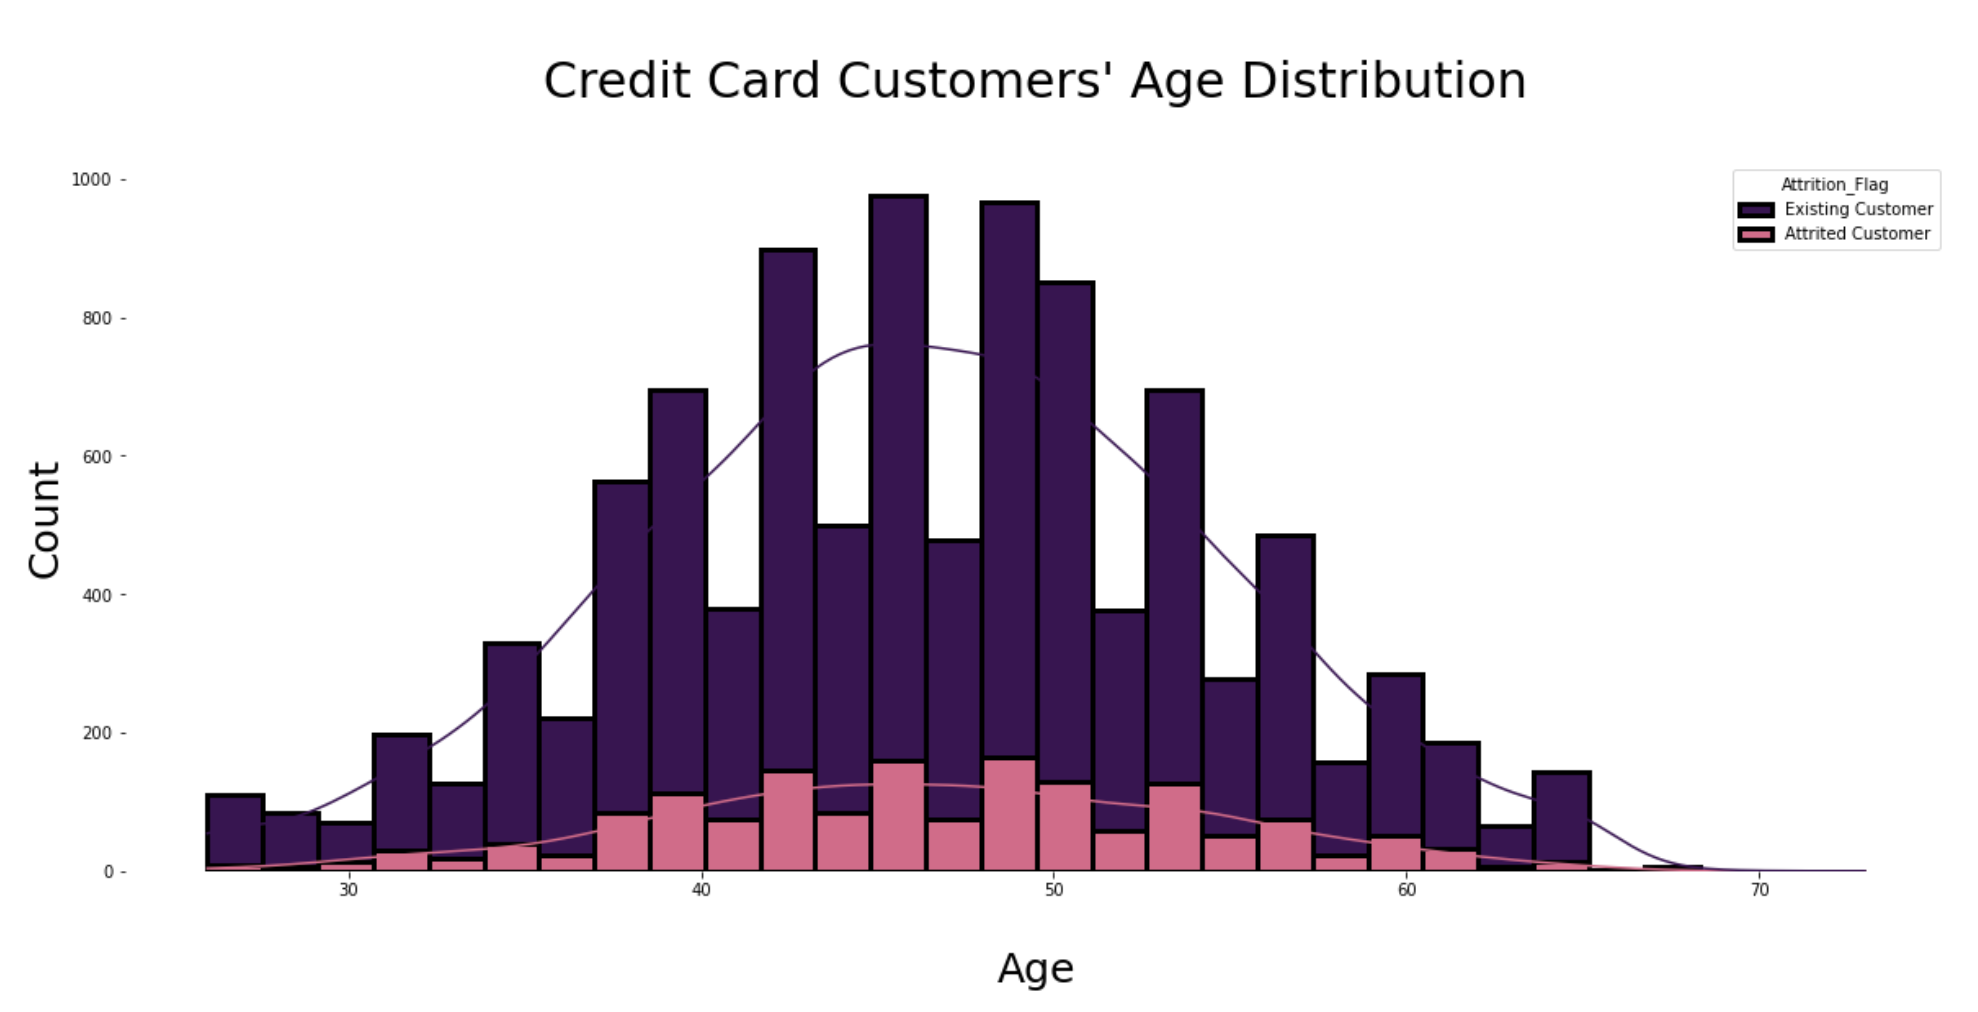 Credit Card Customers' Age Distribution
Attrition_Flag
Existing Customer
Attrited Customer
1000
800
600
400
200
0
Count
30 40 50 60 70
Age